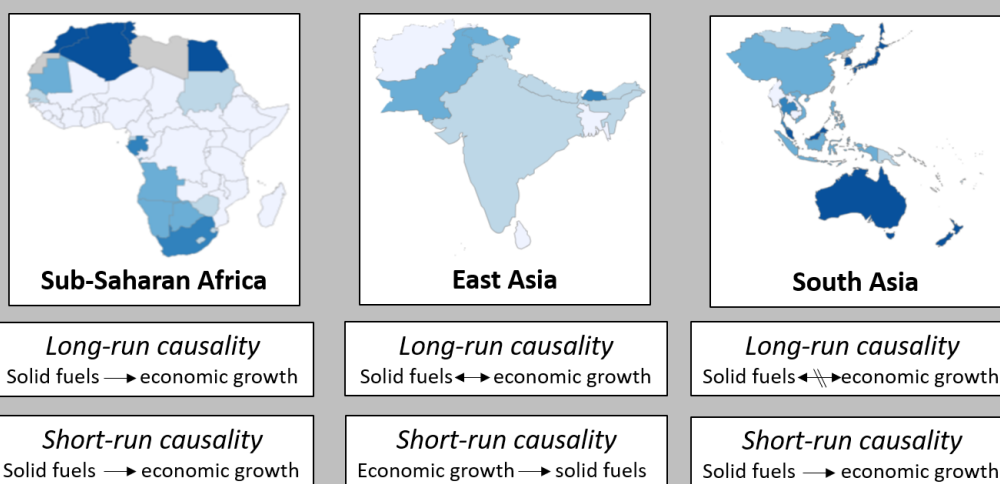 Sub-Saharan Africa
East Asia
South Asia
Long-run causality
Solid fuels → economic growth
Long-run causality
Solid fuels ↔ economic growth
Long-run causality
Solid fuels economic growth
Short-run causality
Solid fuels → economic growth
Short-run causality
Economic growth → solid fuels
Short-run causality
Solid fuels → economic growth